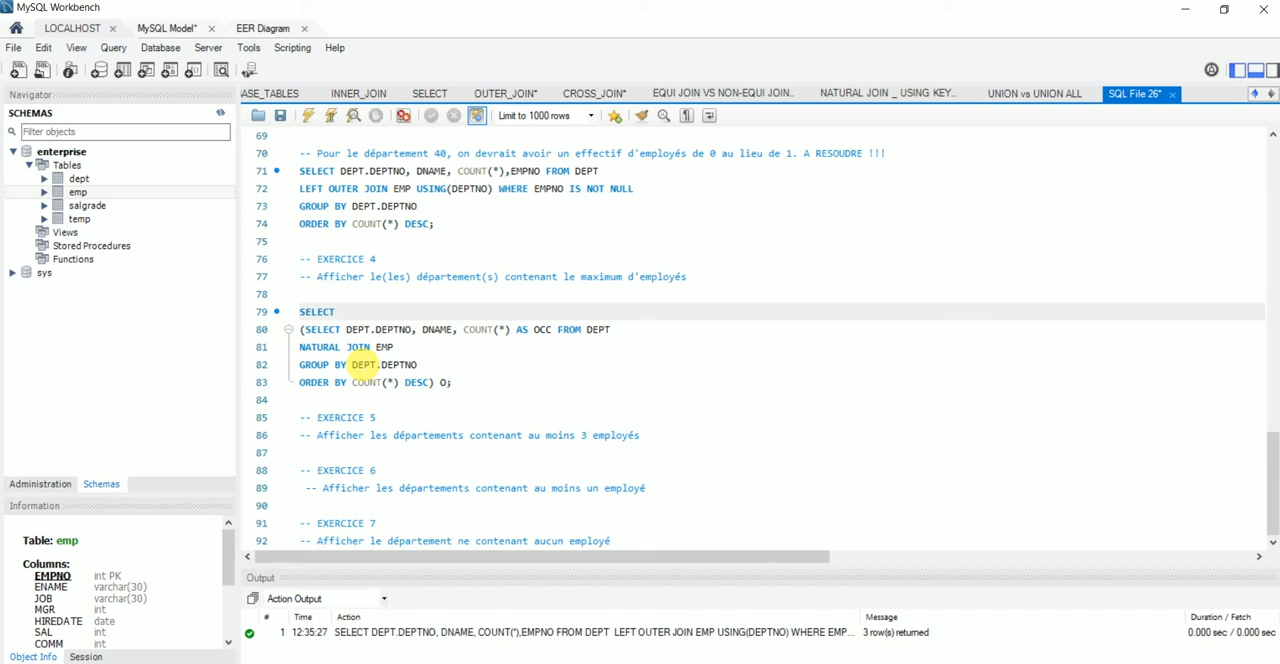 MySQL Workbench
LOCALHOST
MySQL Model*
EER Diagram
File Edit View Query Database Server Tools Scripting Help
Navigator
SCHEMAS
Filter objects
enterprise
Tables
dept
emp
salgrade
temp
Views
Stored Procedures
Functions
sys
Administration Schemas
Information
Table: emp
Columns:
EMPNO int PK
ENAME varchar(30)
JOB varchar(30)
MGR int
HIREDATE date
SAL int
COMM int
Object Info Session
ASE_TABLES INNER_JOIN SELECT OUTER_JOIN* CROSS_JOIN* EQUI JOIN VS NON-EQUI JOIN... NATURAL JOIN _ USING KEY... UNION vs UNION ALL SQL File 26*
Limit to 1000 rows
69
70 -- Pour le département 40, on devrait avoir un effectif d'employés de 0 au lieu de 1. A RESOUDRE !!!
71 SELECT DEPT.DEPTNO, DNAME, COUNT(*),EMPNO FROM DEPT
72 LEFT OUTER JOIN EMP USING(DEPTNO) WHERE EMPNO IS NOT NULL
73 GROUP BY DEPT.DEPTNO
74 ORDER BY COUNT(*) DESC;
75
76 -- EXERCICE 4
77 -- Afficher le(les) département(s) contenant le maximum d'employés
78
79 SELECT
80 (SELECT DEPT.DEPTNO, DNAME, COUNT(*) AS OCC FROM DEPT
81 NATURAL JOIN EMP
82 GROUP BY DEPT.DEPTNO
83 ORDER BY COUNT(*) DESC) O;
84
85 -- EXERCICE 5
86 -- Afficher les départements contenant au moins 3 employés
87
88 -- EXERCICE 6
89 -- Afficher les départements contenant au moins un employé
90
91 -- EXERCICE 7
92 -- Afficher le département ne contenant aucun employé
Output
Action Output
# Time Action Message Duration / Fetch
1 12:35:27 SELECT DEPT.DEPTNO, DNAME, COUNT(*),EMPNO FROM DEPT LEFT OUTER JOIN EMP USING(DEPTNO) WHERE EMP... 3 row(s) returned 0.000 sec / 0.000 sec